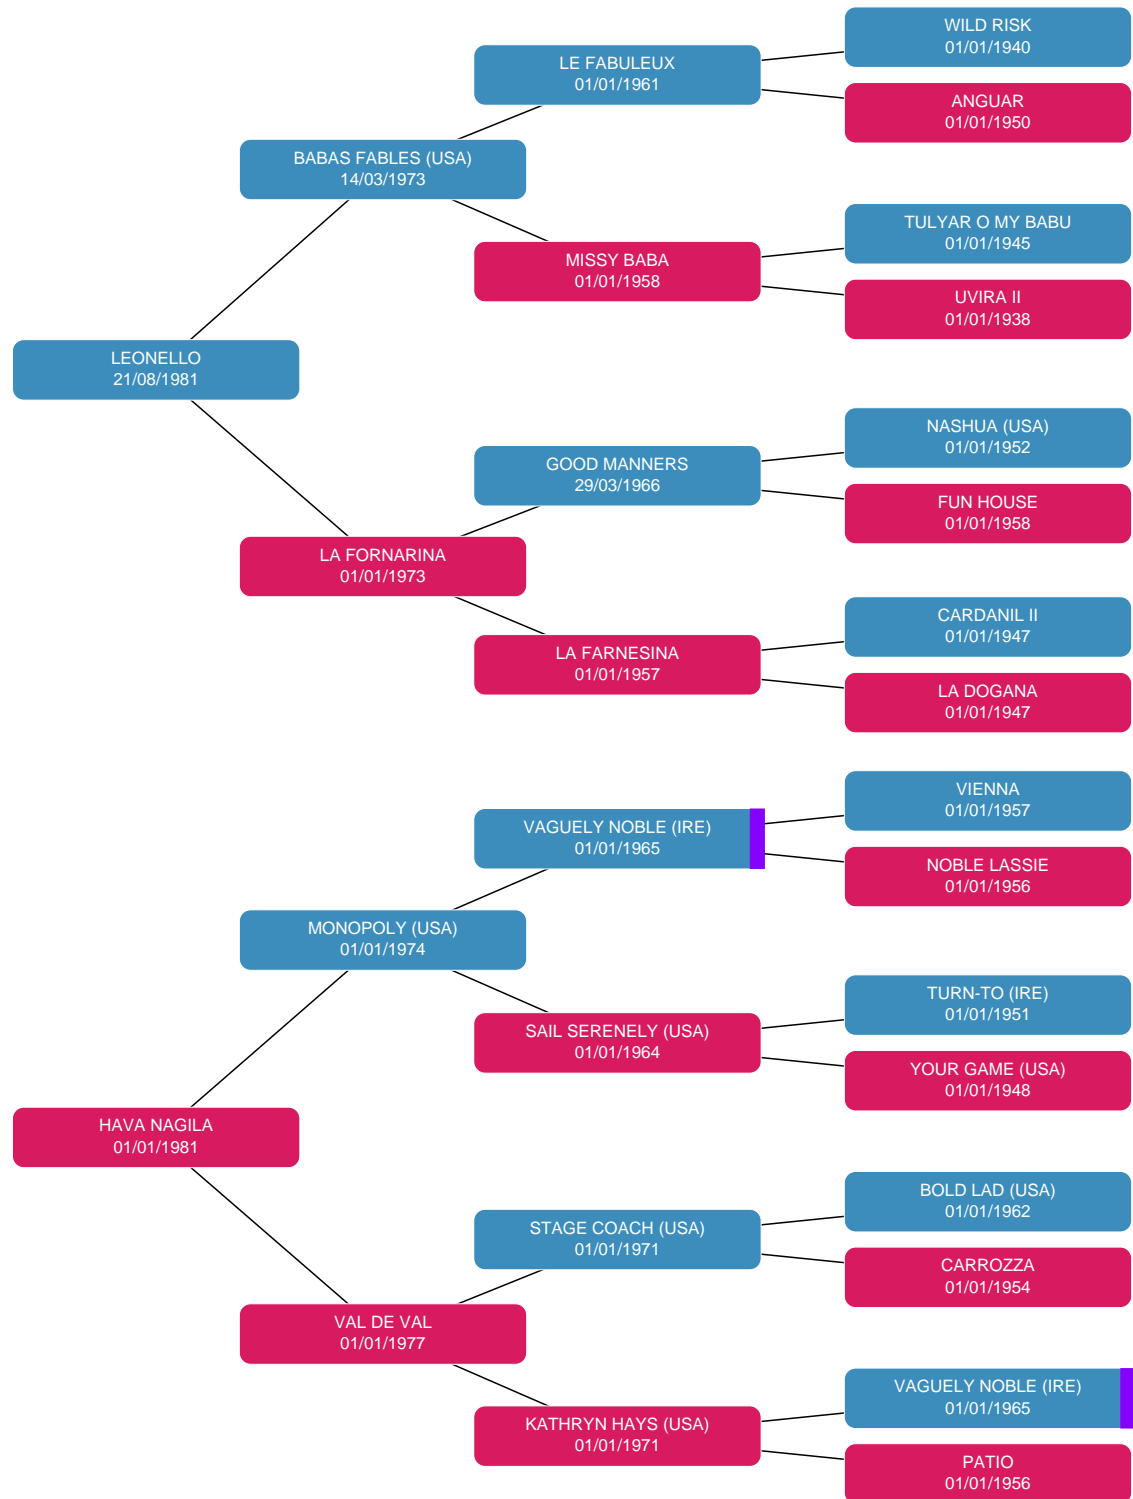 WILD RISK
01/01/1940
LE FABULEUX
01/01/1961
ANGUAR
01/01/1950
BABAS FABLES (USA)
14/03/1973
TULYAR O MY BABU
01/01/1945
MISSY BABA
01/01/1958
UVIRA II
01/01/1938
LEONELLO
21/08/1981
NASHUA (USA)
01/01/1952
GOOD MANNERS
29/03/1966
FUN HOUSE
01/01/1958
LA FORNARINA
01/01/1973
CARDANIL II
01/01/1947
LA FARNESINA
01/01/1957
LA DOGANA
01/01/1947
VIENNA
01/01/1957
VAGUELY NOBLE (IRE)
01/01/1965
NOBLE LASSIE
01/01/1956
MONOPOLY (USA)
01/01/1974
TURN-TO (IRE)
01/01/1951
SAIL SERENELY (USA)
01/01/1964
YOUR GAME (USA)
01/01/1948
HAVA NAGILA
01/01/1981
BOLD LAD (USA)
01/01/1962
STAGE COACH (USA)
01/01/1971
CARROZZA
01/01/1954
VAL DE VAL
01/01/1977
VAGUELY NOBLE (IRE)
01/01/1965
KATHRYN HAYS (USA)
01/01/1971
PATIO
01/01/1956